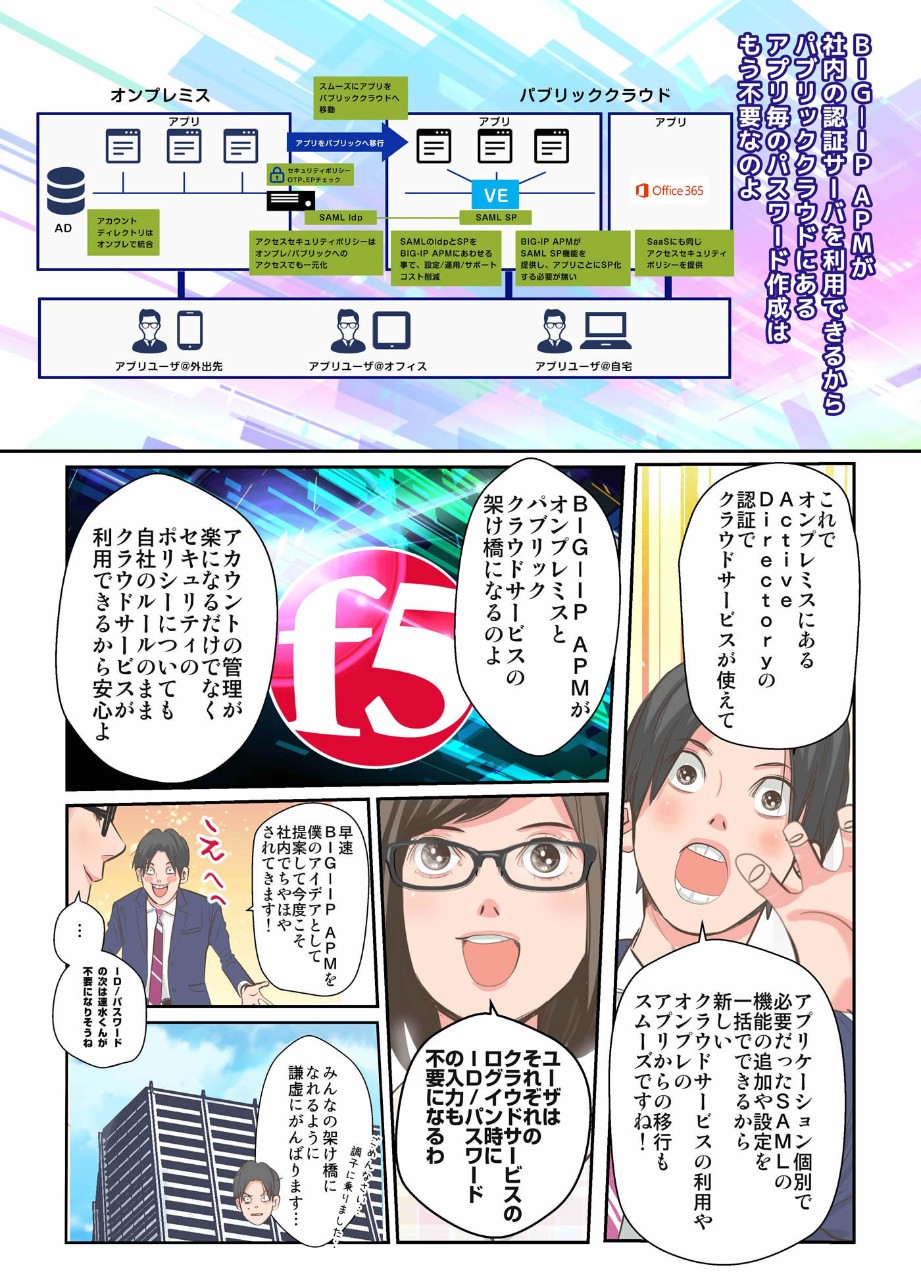 BIG-IP APMが
社内の認証サーバを利用できるから
パブリッククラウドにある
アプリ毎のパスワード作成は
もう不要なのよ
オンプレミス
スムーズにアプリを
パブリッククラウドへ
移動
パブリッククラウド
アプリ
アプリをパブリックへ移行
アプリ
アプリ
セキュリティポリシー
OTP、EPチェック
VE
Office 365
AD
アカウント
ディレクトリは
オンプレで統合
SAML Idp
SAML SP
アクセスセキュリティポリシーは
オンプレ/パブリックへの
アクセスでも一元化
SAMLのIdpとSPを
BIG-IP APMにあわせる
事で、設定/運用/サポート
コスト削減
BIG-IP APMが
SAML SP機能を
提供し、アプリごとにSP化
する必要が無い
SaaSにも同じ
アクセスセキュリティ
ポリシーを提供
アプリユーザ@外出先
アプリユーザ@オフィス
アプリユーザ@自宅
これで
オンプレミスにある
Active
Directoryの
認証で
クラウドサービスが使えて
アプリケーション個別で
必要だったSAMLの
機能の追加や設定を
一括でできるから
新しい
クラウドサービスの利用や
オンプレの
アプリからの移行も
スムーズですね!
BIG-IP APMが
オンプレミスと
パブリック
クラウドサービスの
架け橋になるのよ
f5
アカウントの管理が
楽になるだけでなく
セキュリティの
ポリシーについても
自社のルールのまま
クラウドサービスが
利用できるから安心よ
ユーザは
それぞれの
クラウドサービスの
ログイン時に
ID/パスワード
の入力も
不要になるわ
早速
BIG-IP APMを
僕のアイデアとして
提案して今度こそ
社内でちやほや
されてきます!
えへへ
…
ID/パスワード
の次は速水くんが
不要になりそうね
ごめんなさい…
調子に乗りました…
みんなの架け橋に
なれるように
謙虚にがんばります…